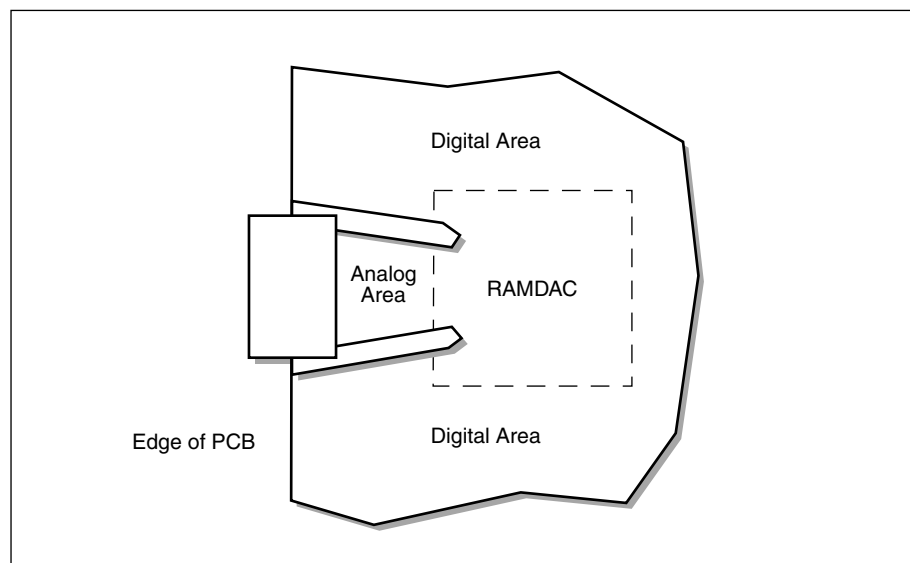 Digital Area
Analog
Area
RAMDAC
Digital Area
Edge of PCB